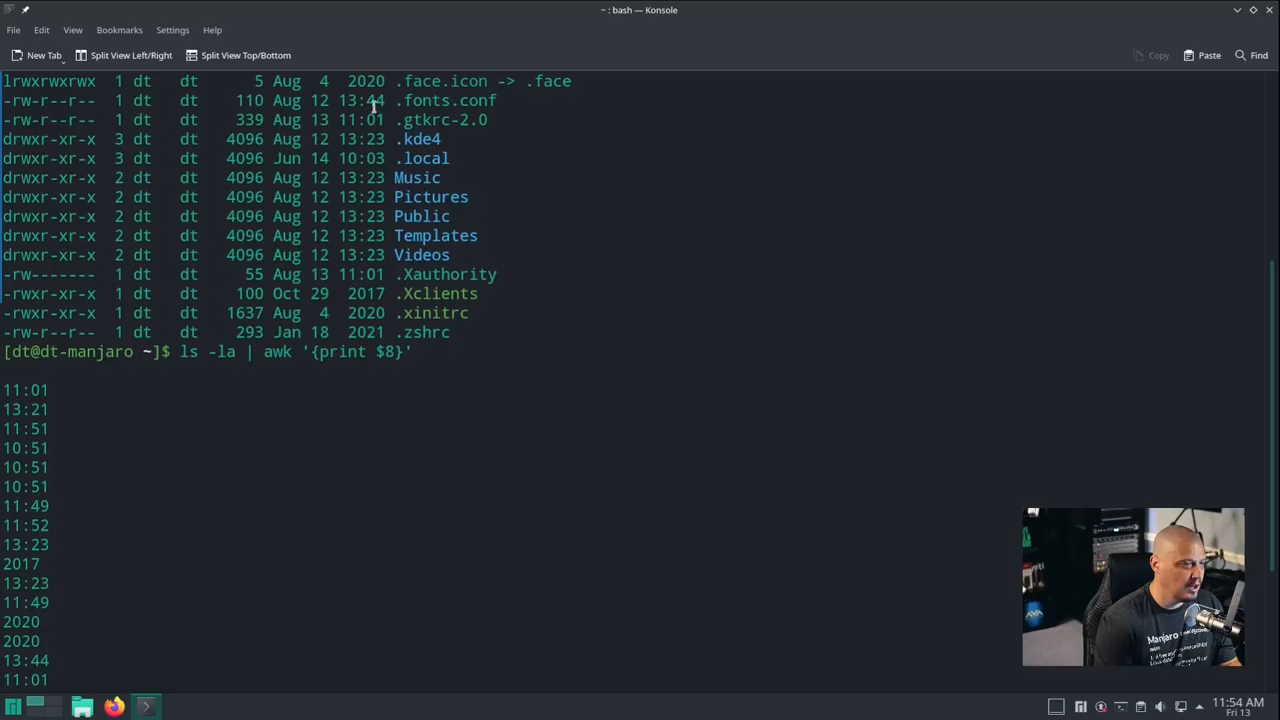 ~ : bash — Konsole
File Edit View Bookmarks Settings Help
New Tab Split View Left/Right Split View Top/Bottom Copy Paste Find
lrwxrwxrwx 1 dt dt 5 Aug 4 2020 .face.icon -> .face
-rw-r--r-- 1 dt dt 110 Aug 12 13:44 .fonts.conf
-rw-r--r-- 1 dt dt 339 Aug 13 11:01 .gtkrc-2.0
drwxr-xr-x 3 dt dt 4096 Aug 12 13:23 .kde4
drwxr-xr-x 3 dt dt 4096 Jun 14 10:03 .local
drwxr-xr-x 2 dt dt 4096 Aug 12 13:23 Music
drwxr-xr-x 2 dt dt 4096 Aug 12 13:23 Pictures
drwxr-xr-x 2 dt dt 4096 Aug 12 13:23 Public
drwxr-xr-x 2 dt dt 4096 Aug 12 13:23 Templates
drwxr-xr-x 2 dt dt 4096 Aug 12 13:23 Videos
-rw------- 1 dt dt 55 Aug 13 11:01 .Xauthority
-rwxr-xr-x 1 dt dt 100 Oct 29 2017 .Xclients
-rwxr-xr-x 1 dt dt 1637 Aug 4 2020 .xinitrc
-rw-r--r-- 1 dt dt 293 Jan 18 2021 .zshrc
[dt@dt-manjaro ~]$ ls -la | awk '{print $8}'
11:01
13:21
11:51
10:51
10:51
10:51
11:49
11:52
13:23
2017
13:23
11:49
2020
2020
13:44
11:01
Manjaro
11:54 AM
Fri 13